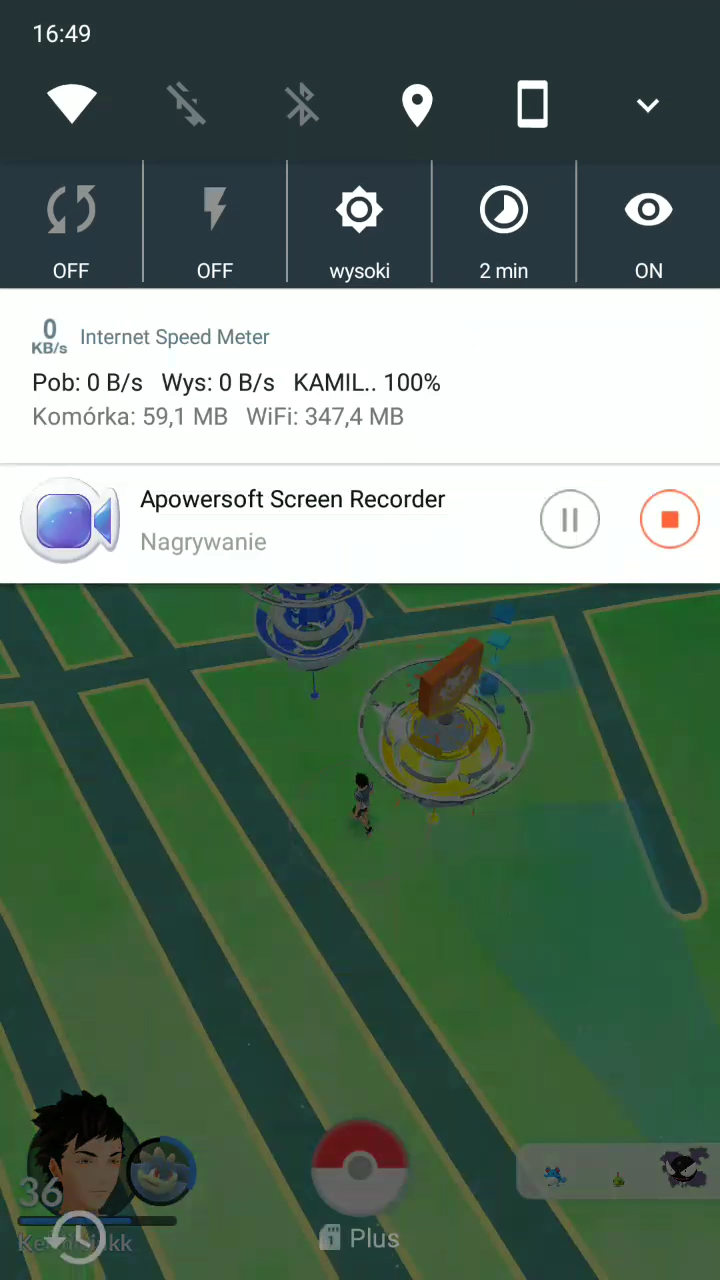 16:49
OFF OFF wysoki 2 min ON
0 KB/s Internet Speed Meter
Pob: 0 B/s Wys: 0 B/s KAMIL.. 100%
Komórka: 59,1 MB WiFi: 347,4 MB
Apowersoft Screen Recorder
Nagrywanie
36
1 Plus